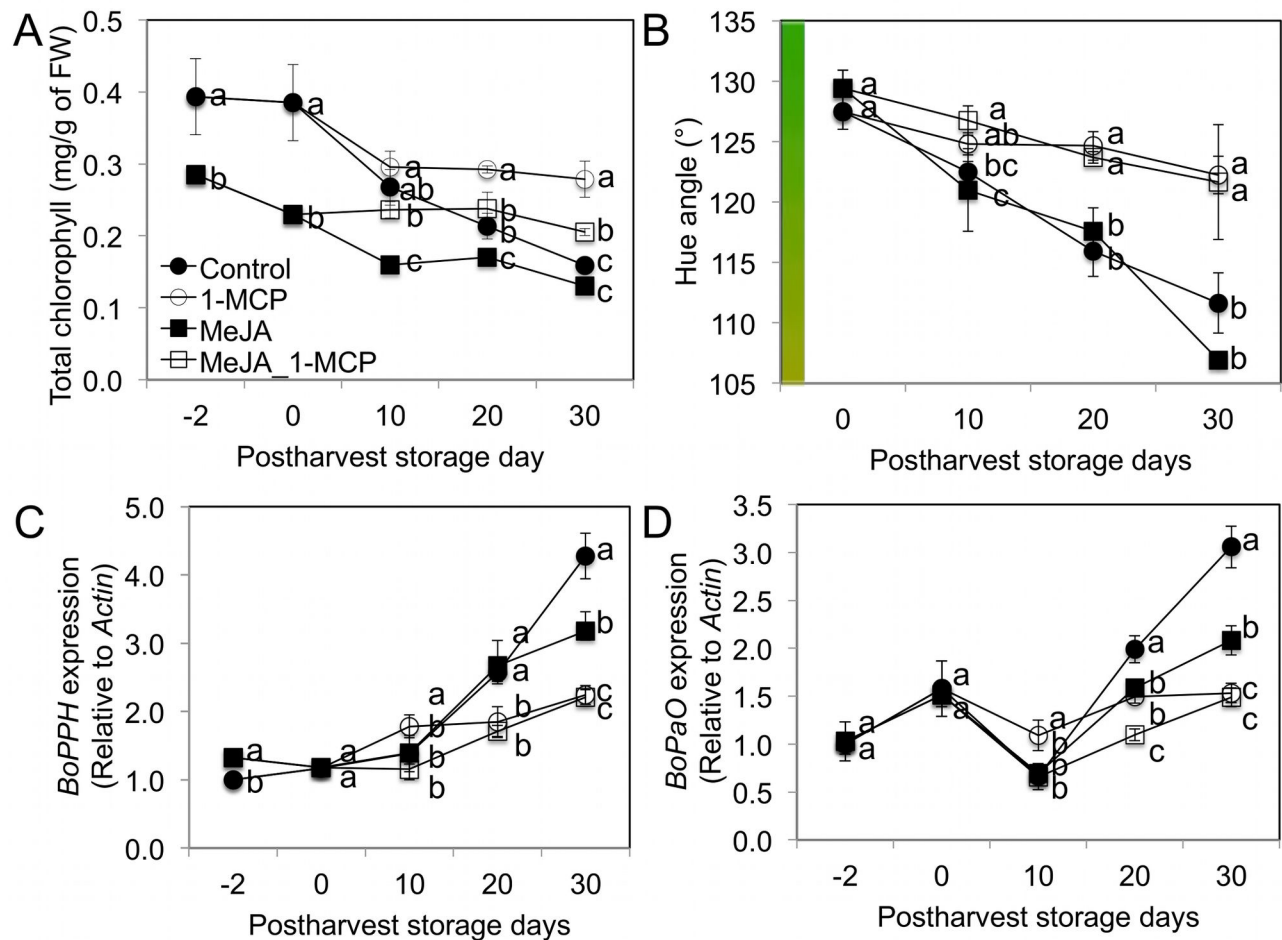 A
Total chlorophyll (mg/g of FW)
0.5
0.4
0.3
0.2
0.1
0.0
a
a
a
ab
a
a
b
b
b
c
b
b
c
b
c
c
Control
1-MCP
MeJA
MeJA_1-MCP
-2 0 10 20 30
Postharvest storage day
B
Hue angle (°)
135
130
125
120
115
110
105
a
a
a
ab
bc
c
a
a
b
b
a
a
b
b
0 10 20 30
Postharvest storage days
C
BoPPH expression
(Relative to Actin)
5.0
4.0
3.0
2.0
1.0
0.0
a
b
a
a
a
b
b
b
a
a
b
b
a
b
c
c
-2 0 10 20 30
Postharvest storage days
D
BoPaO expression
(Relative to Actin)
3.5
3.0
2.5
2.0
1.5
1.0
0.5
0.0
a
a
a
a
a
b
b
b
a
b
b
c
a
b
c
c
-2 0 10 20 30
Postharvest storage days